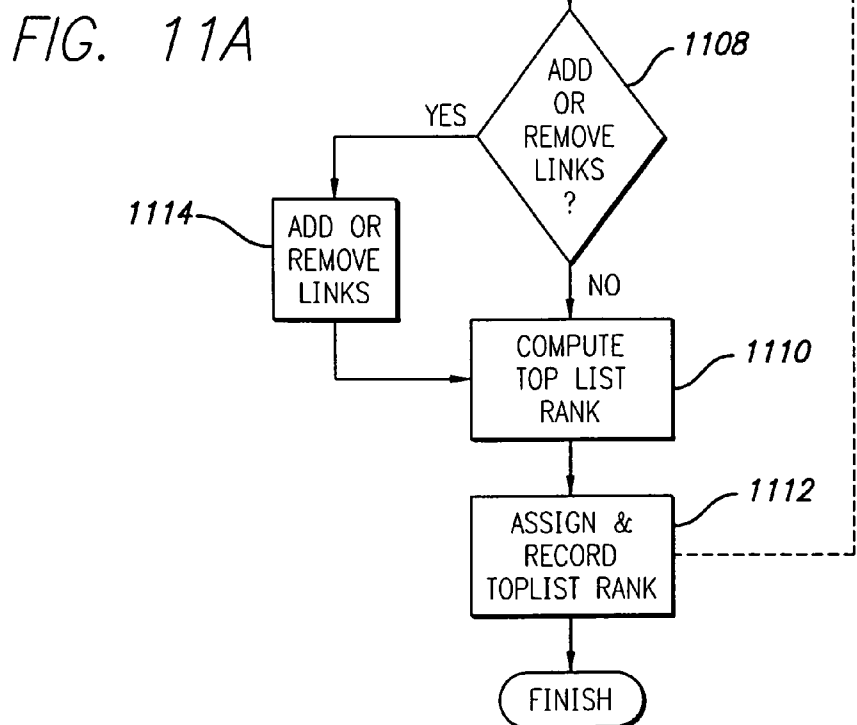 FIG. 11A
1108
ADD
OR
REMOVE
LINKS
?
YES
1114
ADD OR
REMOVE
LINKS
NO
COMPUTE
TOP LIST
RANK
1110
ASSIGN &
RECORD
TOPLIST RANK
1112
FINISH